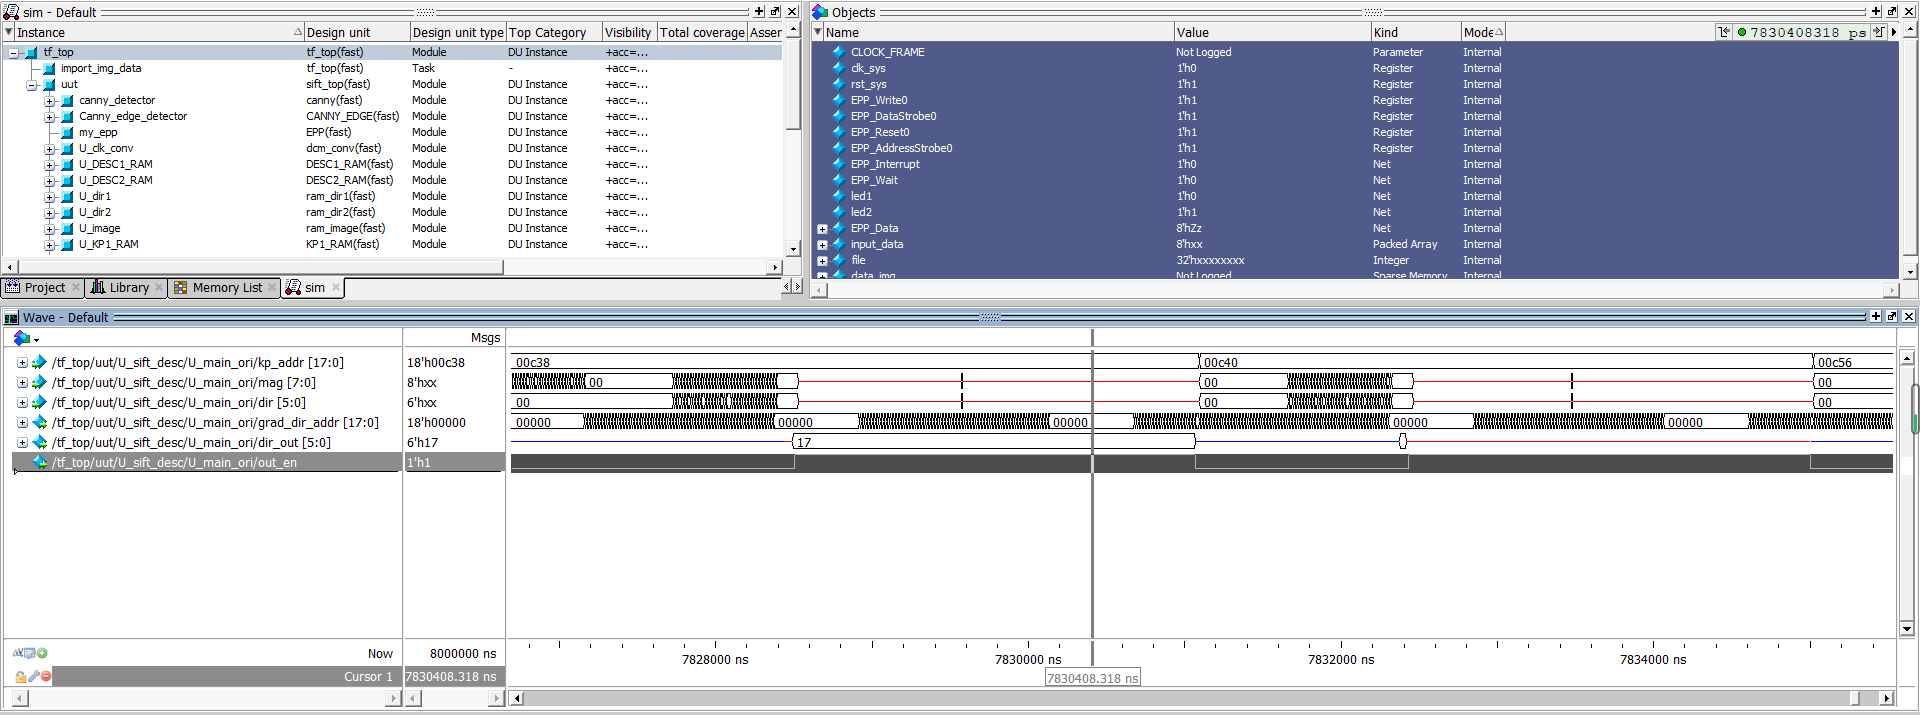 sim - Default
Instance Design unit Design unit type Top Category Visibility Total coverage Asser
tf_top tf_top(fast) Module DU Instance +acc=...
import_img_data tf_top(fast) Task - +acc=...
uut sift_top(fast) Module DU Instance +acc=...
canny_detector canny(fast) Module DU Instance +acc=...
Canny_edge_detector CANNY_EDGE(fast) Module DU Instance +acc=...
my_epp EPP(fast) Module DU Instance +acc=...
U_clk_conv dcm_conv(fast) Module DU Instance +acc=...
U_DESC1_RAM DESC1_RAM(fast) Module DU Instance +acc=...
U_DESC2_RAM DESC2_RAM(fast) Module DU Instance +acc=...
U_dir1 ram_dir1(fast) Module DU Instance +acc=...
U_dir2 ram_dir2(fast) Module DU Instance +acc=...
U_image ram_image(fast) Module DU Instance +acc=...
U_KP1_RAM KP1_RAM(fast) Module DU Instance +acc=...
Project Library Memory List sim
Objects
Name Value Kind Mode 7830408318 ps
CLOCK_FRAME Not Logged Parameter Internal
clk_sys 1'h0 Register Internal
rst_sys 1'h1 Register Internal
EPP_Write0 1'h1 Register Internal
EPP_DataStrobe0 1'h1 Register Internal
EPP_Reset0 1'h1 Register Internal
EPP_AddressStrobe0 1'h1 Register Internal
EPP_Interrupt 1'h0 Net Internal
EPP_Wait 1'h0 Net Internal
led1 1'h0 Net Internal
led2 1'h1 Net Internal
EPP_Data 8'hZz Net Internal
input_data 8'hxx Packed Array Internal
file 32'hxxxxxxxx Integer Internal
data_img Not Logged Sparse Memory Internal
Wave - Default
Msgs
/tf_top/uut/U_sift_desc/U_main_ori/kp_addr [17:0] 18'h00c38 00c38 00c40 00c56
/tf_top/uut/U_sift_desc/U_main_ori/mag [7:0] 8'hxx 00 00 00
/tf_top/uut/U_sift_desc/U_main_ori/dir [5:0] 6'hxx 00 00 00
/tf_top/uut/U_sift_desc/U_main_ori/grad_dir_addr [17:0] 18'h00000 00000 00000 00000 00000 00000
/tf_top/uut/U_sift_desc/U_main_ori/dir_out [5:0] 6'h17 17
/tf_top/uut/U_sift_desc/U_main_ori/out_en 1'h1
Now 8000000 ns 7828000 ns 7830000 ns 7832000 ns 7834000 ns
Cursor 1 7830408.318 ns 7830408.318 ns